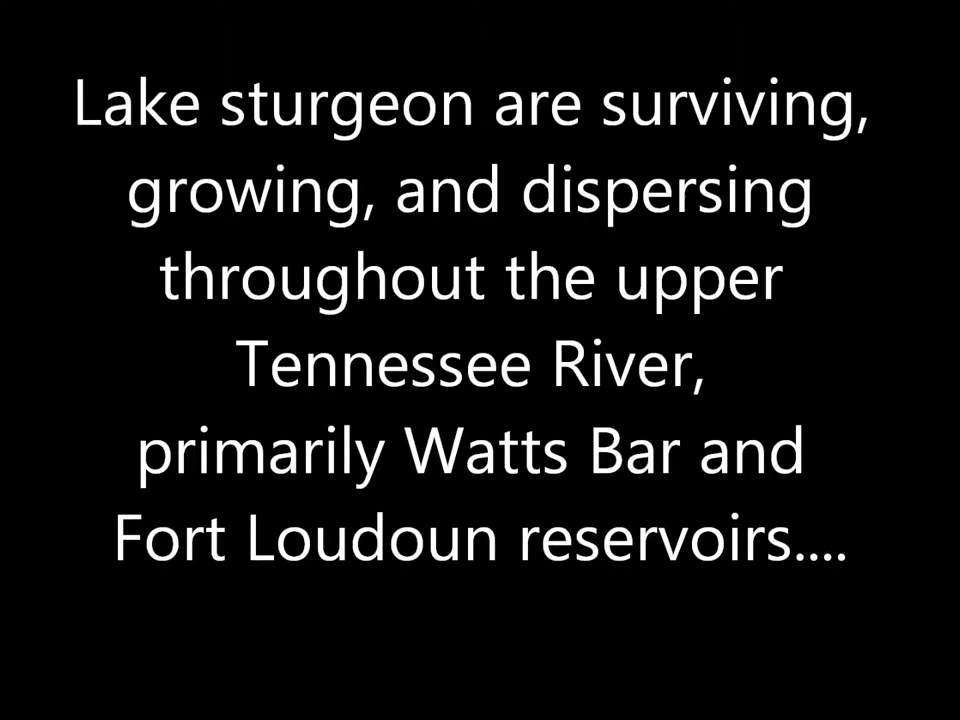 Lake sturgeon are surviving,
growing, and dispersing
throughout the upper
Tennessee River,
primarily Watts Bar and
Fort Loudoun reservoirs....